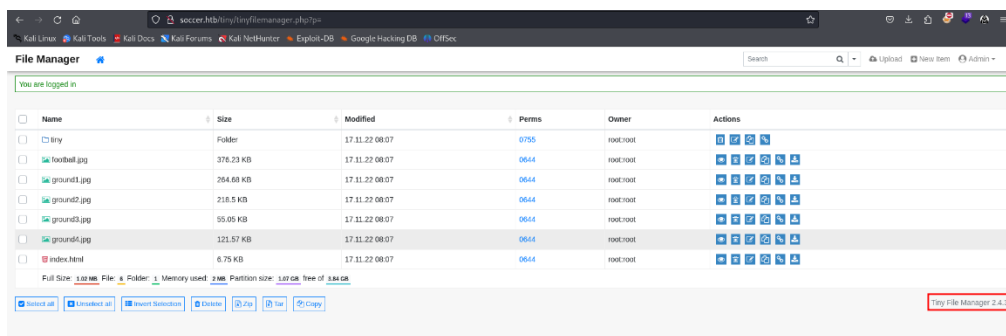 soccer.htb/tiny/tinyfilemanager.php?p=
Kali Linux Kali Tools Kali Docs Kali Forums Kali NetHunter Exploit-DB Google Hacking DB OffSec
File Manager Search Upload New Item Admin
You are logged in
Name Size Modified Perms Owner Actions
tiny Folder 17.11.22 08:07 0755 root:root
football.jpg 378.23 KB 17.11.22 08:07 0644 root:root
ground1.jpg 264.68 KB 17.11.22 08:07 0644 root:root
ground2.jpg 218.5 KB 17.11.22 08:07 0644 root:root
ground3.jpg 55.05 KB 17.11.22 08:07 0644 root:root
ground4.jpg 121.57 KB 17.11.22 08:07 0644 root:root
index.html 6.75 KB 17.11.22 08:07 0644 root:root
Full Size: 1.02 MB File: 6 Folder: 1 Memory used: 2 MB Partition size: 1.07 GB free of 3.84 GB
Select all Unselect all Invert Selection Delete Zip Tar Copy Tiny File Manager 2.4.3